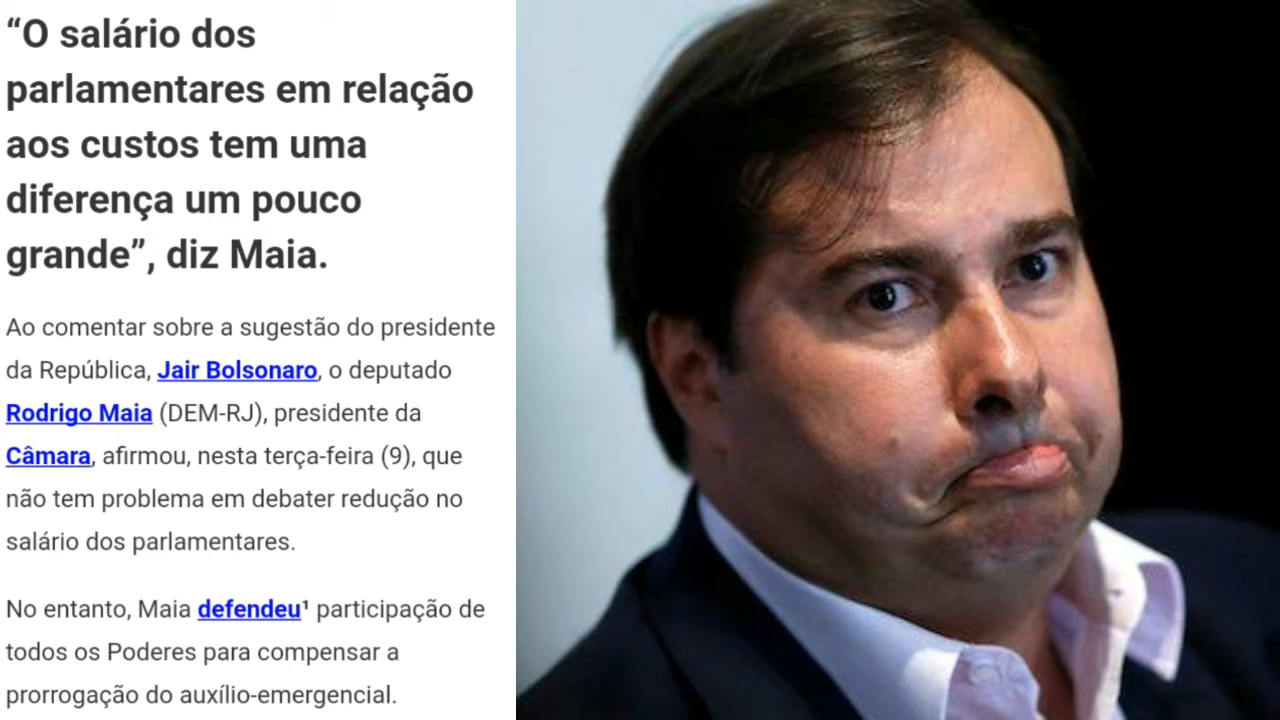 “O salário dos
parlamentares em relação
aos custos tem uma
diferença um pouco
grande”, diz Maia.
Ao comentar sobre a sugestão do presidente
da República, Jair Bolsonaro, o deputado
Rodrigo Maia (DEM-RJ), presidente da
Câmara, afirmou, nesta terça-feira (9), que
não tem problema em debater redução no
salário dos parlamentares.
No entanto, Maia defendeu¹ participação de
todos os Poderes para compensar a
prorrogação do auxílio-emergencial.